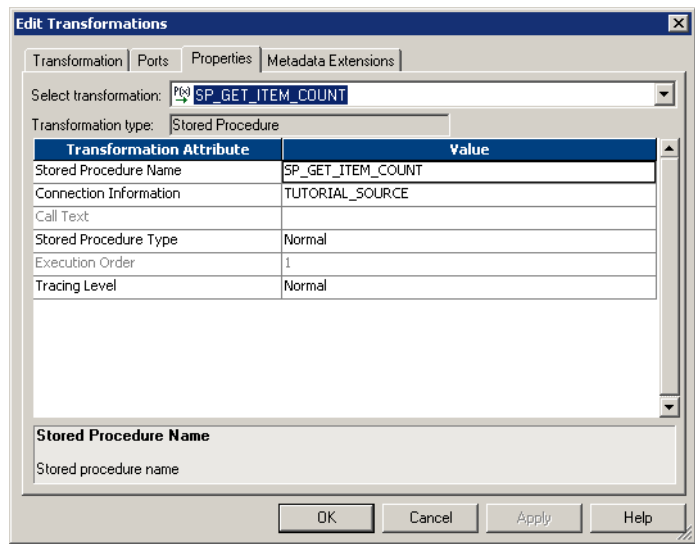 Edit Transformations
Transformation Ports Properties Metadata Extensions
Select transformation: P(x) SP_GET_ITEM_COUNT
Transformation type: Stored Procedure
Transformation Attribute Value
Stored Procedure Name SP_GET_ITEM_COUNT
Connection Information TUTORIAL_SOURCE
Call Text
Stored Procedure Type Normal
Execution Order 1
Tracing Level Normal
Stored Procedure Name
Stored procedure name
OK Cancel Apply Help